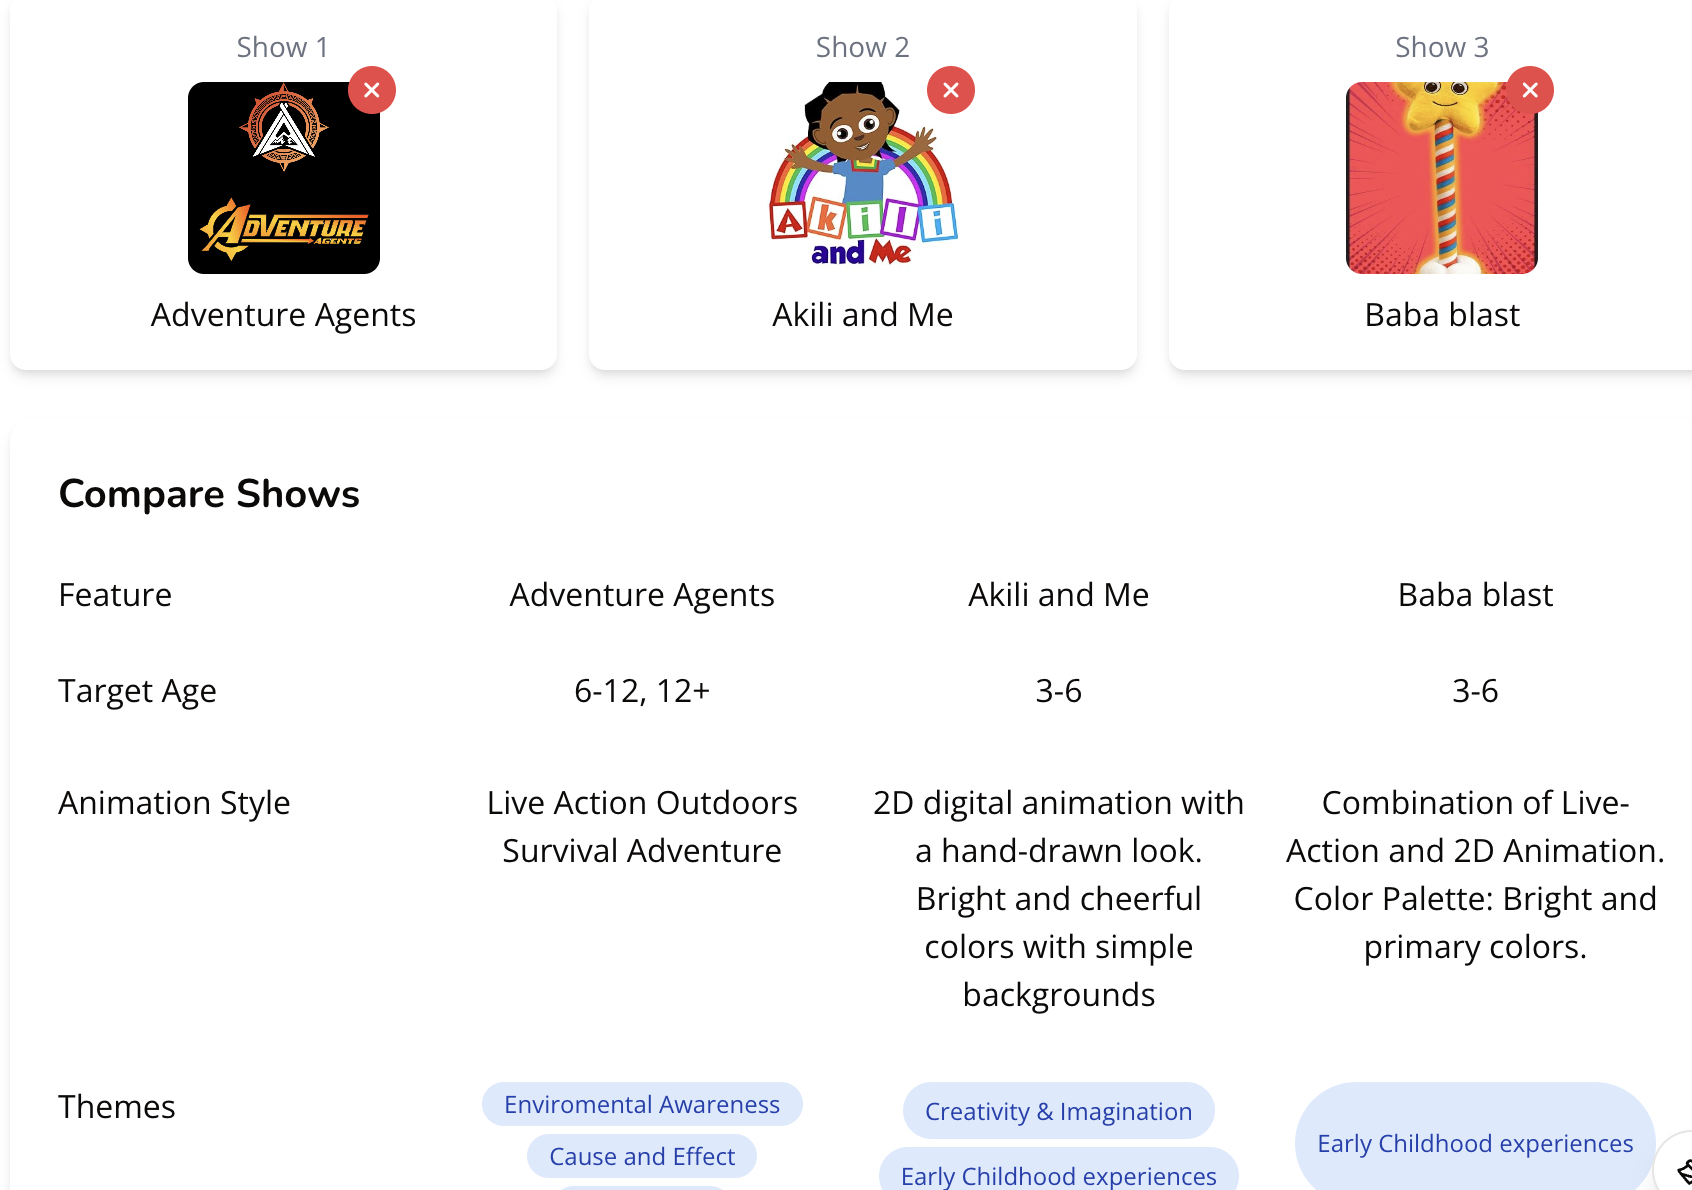 Show 1
Show 2
Show 3
ADVENTURE
AGENTS
Akili
and Me
Adventure Agents
Akili and Me
Baba blast
Compare Shows
Feature
Adventure Agents
Akili and Me
Baba blast
Target Age
6-12, 12+
3-6
3-6
Animation Style
Live Action Outdoors
Survival Adventure
2D digital animation with
a hand-drawn look.
Bright and cheerful
colors with simple
backgrounds
Combination of Live-
Action and 2D Animation.
Color Palette: Bright and
primary colors.
Themes
Enviromental Awareness
Cause and Effect
Creativity & Imagination
Early Childhood experiences
Early Childhood experiences